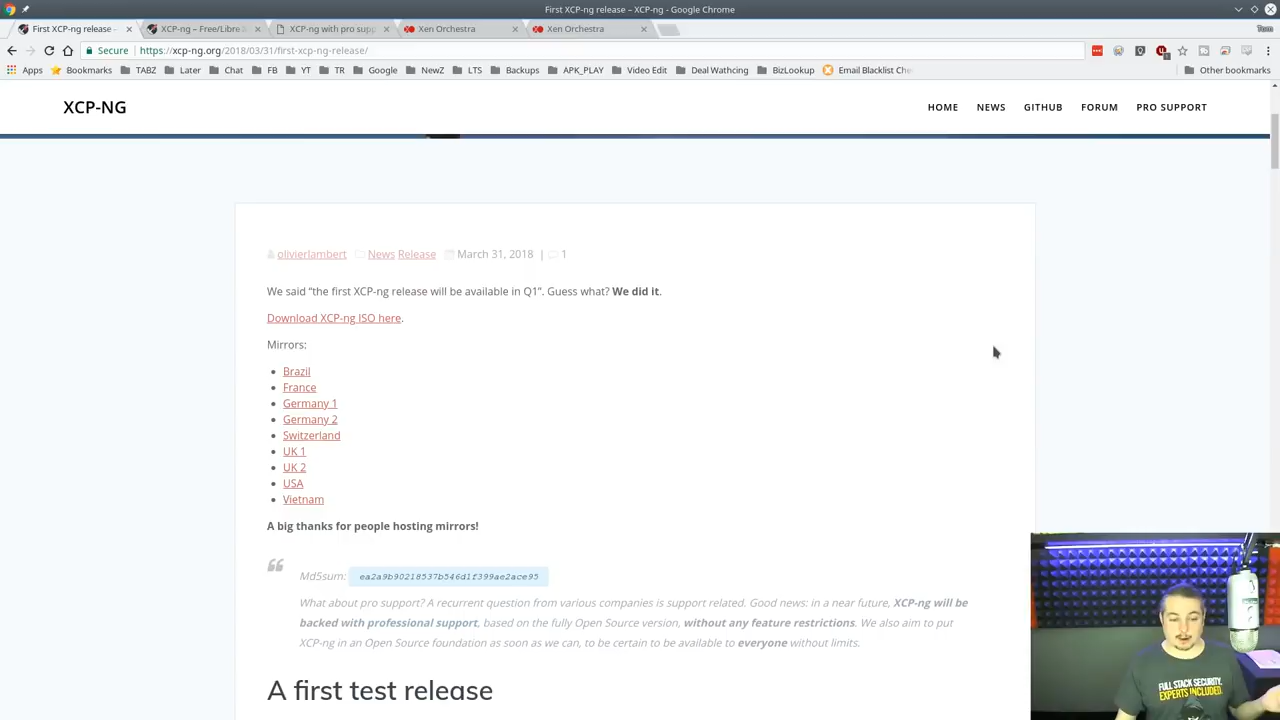 First XCP-ng release – XCP-ng - Google Chrome
First XCP-ng release -
XCP-ng – Free/Libre &
XCP-ng with pro supp
Xen Orchestra
Xen Orchestra
Tom
Secure
https://xcp-ng.org/2018/03/31/first-xcp-ng-release/
Apps
Bookmarks
TABZ
Later
Chat
FB
YT
TR
Google
NewZ
LTS
Backups
APK_PLAY
Video Edit
Deal Wathcing
BizLookup
Email Blacklist Che
Other bookmarks
XCP-NG
HOME
NEWS
GITHUB
FORUM
PRO SUPPORT
olivierlambert News Release March 31, 2018 | 1
We said “the first XCP-ng release will be available in Q1”. Guess what? We did it.
Download XCP-ng ISO here.
Mirrors:
Brazil
France
Germany 1
Germany 2
Switzerland
UK 1
UK 2
USA
Vietnam
A big thanks for people hosting mirrors!
Md5sum: ea2a9b90218537b546d1f399ae2ace95
What about pro support? A recurrent question from various companies is support related. Good news: in a near future, XCP-ng will be
backed with professional support, based on the fully Open Source version, without any feature restrictions. We also aim to put
XCP-ng in an Open Source foundation as soon as we can, to be certain to be available to everyone without limits.
A first test release
FULL STACK SECURITY.
EXPERTS INCLUDED.